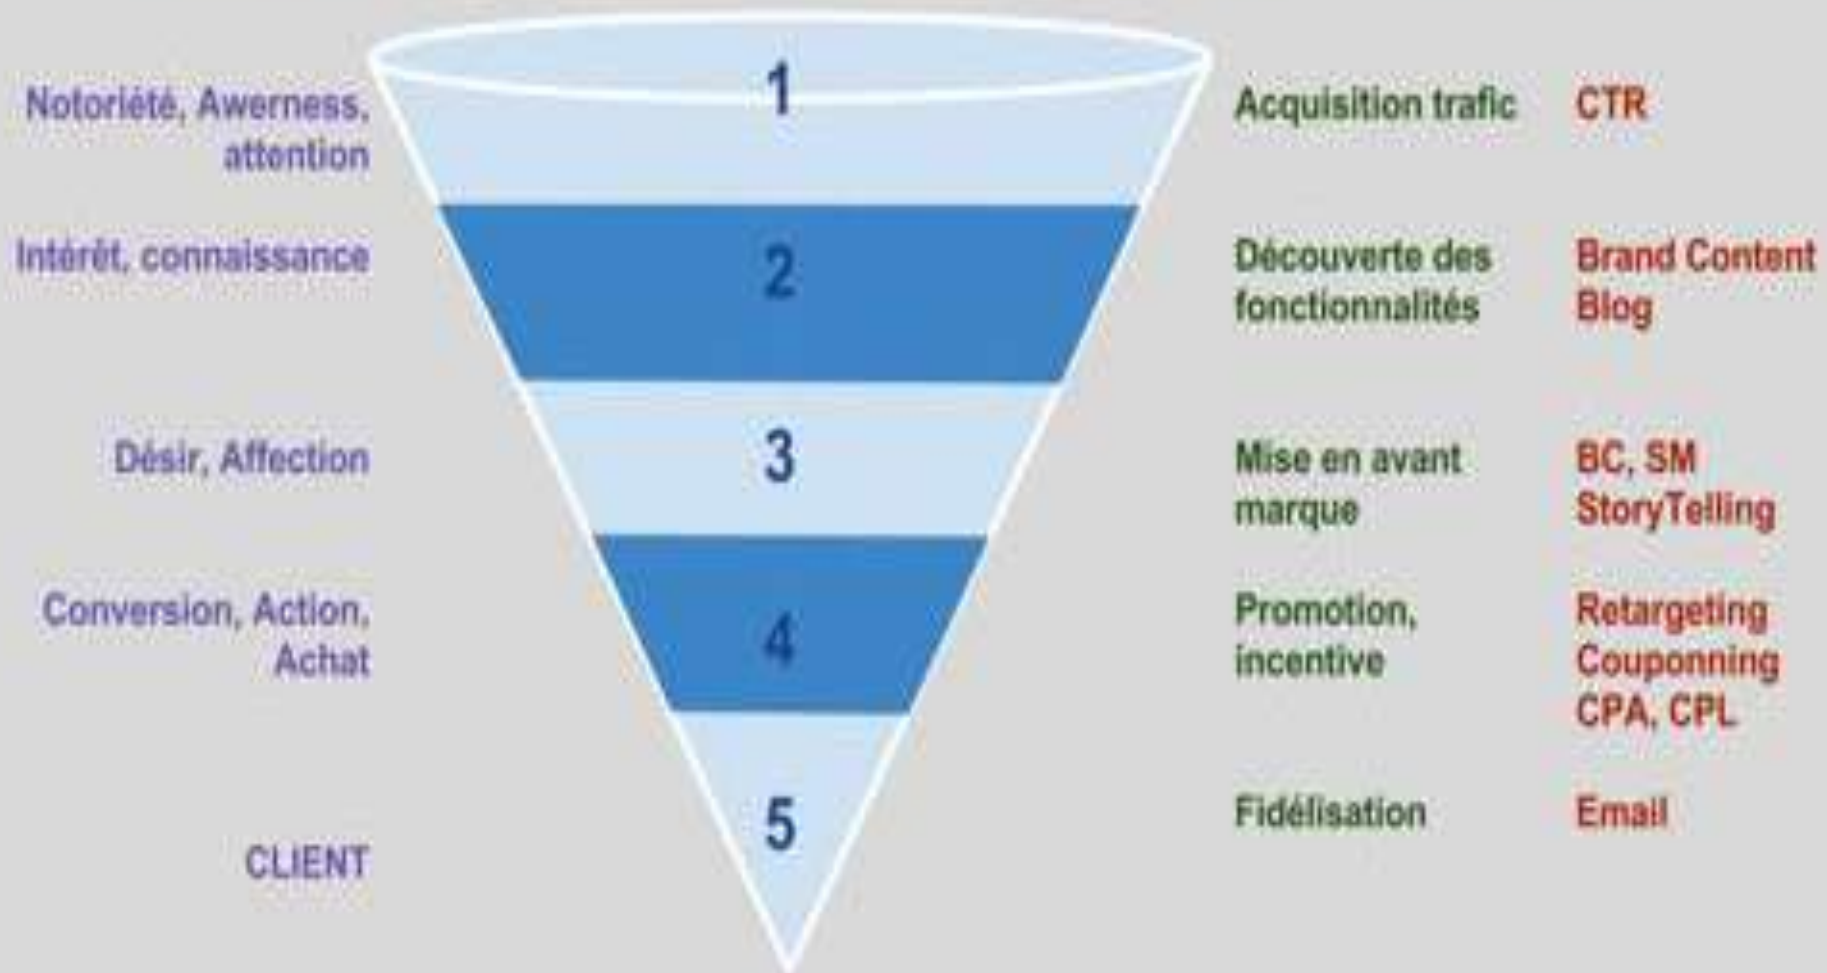 Notoriété, Awerness,
attention
1
Acquisition trafic
CTR
Intérêt, connaissance
2
Découverte des
fonctionnalités
Brand Content
Blog
Désir, Affection
3
Mise en avant
marque
BC, SM
StoryTelling
Conversion, Action,
Achat
4
Promotion,
incentive
Retargeting
Couponning
CPA, CPL
CLIENT
5
Fidélisation
Email